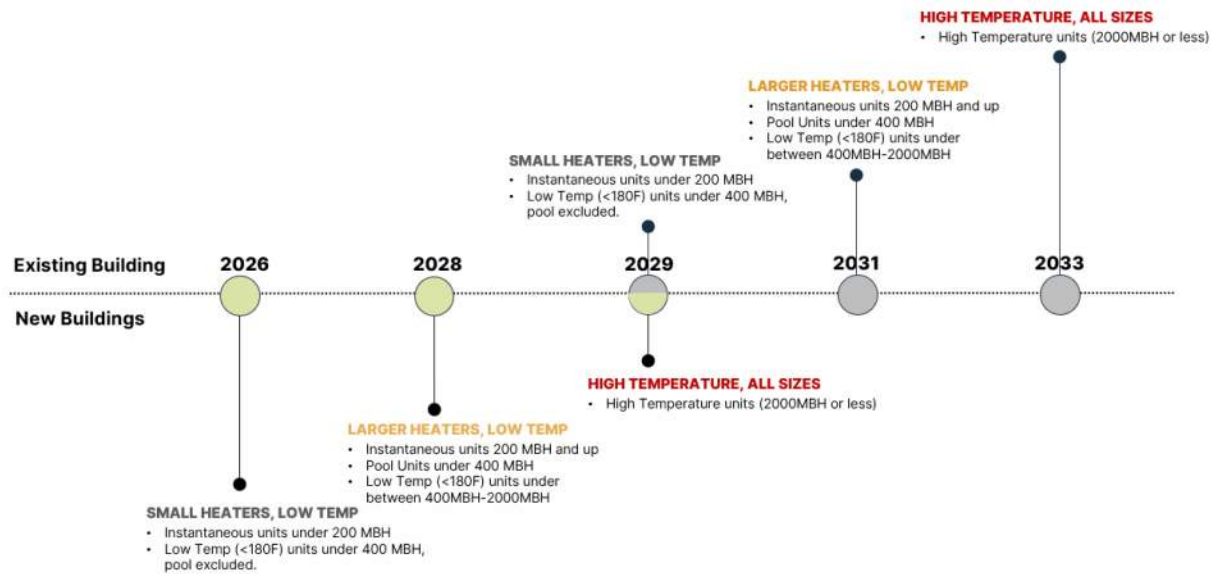 HIGH TEMPERATURE, ALL SIZES
• High Temperature units (2000MBH or less)
LARGER HEATERS, LOW TEMP
• Instantaneous units 200 MBH and up
• Pool Units under 400 MBH
• Low Temp (<180F) units under
between 400MBH-2000MBH
SMALL HEATERS, LOW TEMP
• Instantaneous units under 200 MBH
• Low Temp (<180F) units under 400 MBH,
pool excluded.
Existing Building 2026 2028 2029 2031 2033
New Buildings
HIGH TEMPERATURE, ALL SIZES
• High Temperature units (2000MBH or less)
LARGER HEATERS, LOW TEMP
• Instantaneous units 200 MBH and up
• Pool Units under 400 MBH
• Low Temp (<180F) units under
between 400MBH-2000MBH
SMALL HEATERS, LOW TEMP
• Instantaneous units under 200 MBH
• Low Temp (<180F) units under 400 MBH,
pool excluded.